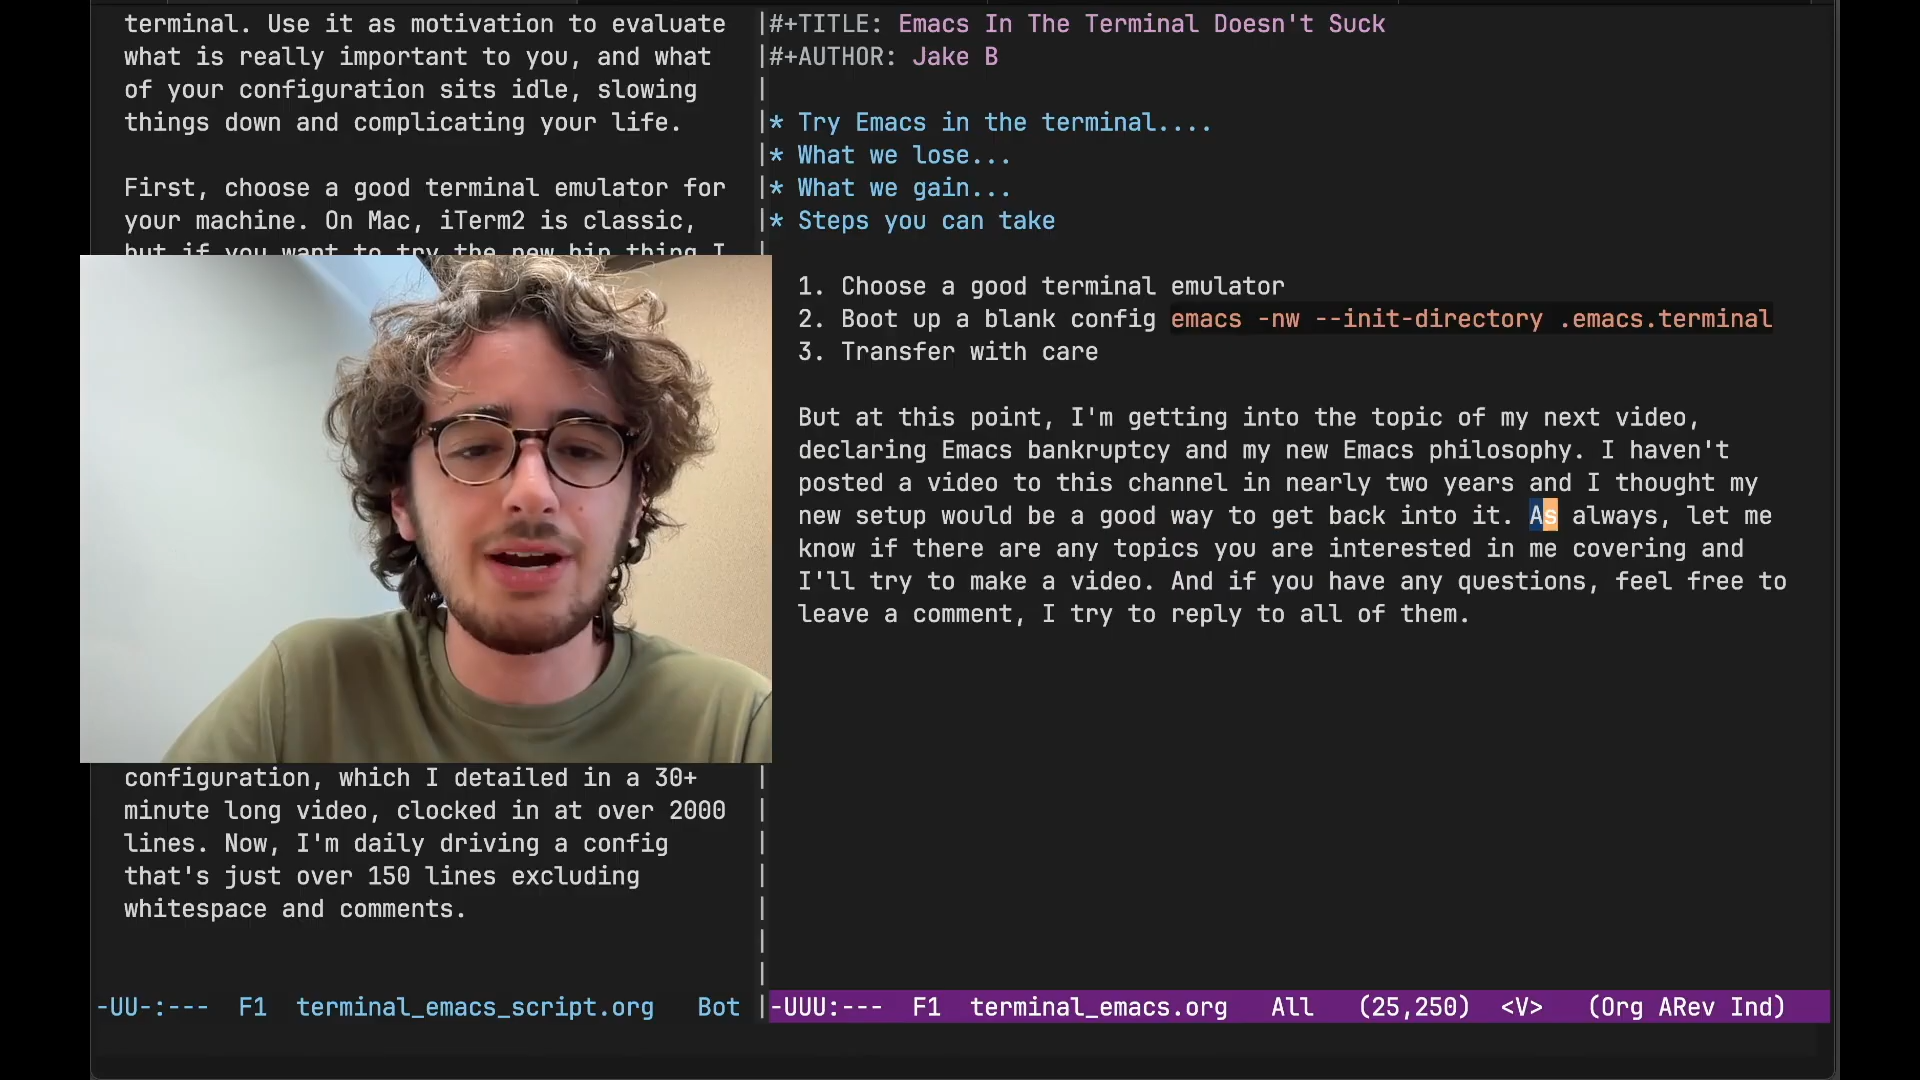 terminal. Use it as motivation to evaluate
what is really important to you, and what
of your configuration sits idle, slowing
things down and complicating your life.
First, choose a good terminal emulator for
your machine. On Mac, iTerm2 is classic,
but if you want to try the new hip thing I
configuration, which I detailed in a 30+
minute long video, clocked in at over 2000
lines. Now, I'm daily driving a config
that's just over 150 lines excluding
whitespace and comments.
-UU-:--- F1 terminal_emacs_script.org Bot
#+TITLE: Emacs In The Terminal Doesn't Suck
#+AUTHOR: Jake B
* Try Emacs in the terminal....
* What we lose...
* What we gain...
* Steps you can take
1. Choose a good terminal emulator
2. Boot up a blank config emacs -nw --init-directory .emacs.terminal
3. Transfer with care
But at this point, I'm getting into the topic of my next video,
declaring Emacs bankruptcy and my new Emacs philosophy. I haven't
posted a video to this channel in nearly two years and I thought my
new setup would be a good way to get back into it. As always, let me
know if there are any topics you are interested in me covering and
I'll try to make a video. And if you have any questions, feel free to
leave a comment, I try to reply to all of them.
-UUU:--- F1 terminal_emacs.org All (25,250) <V> (Org ARev Ind)